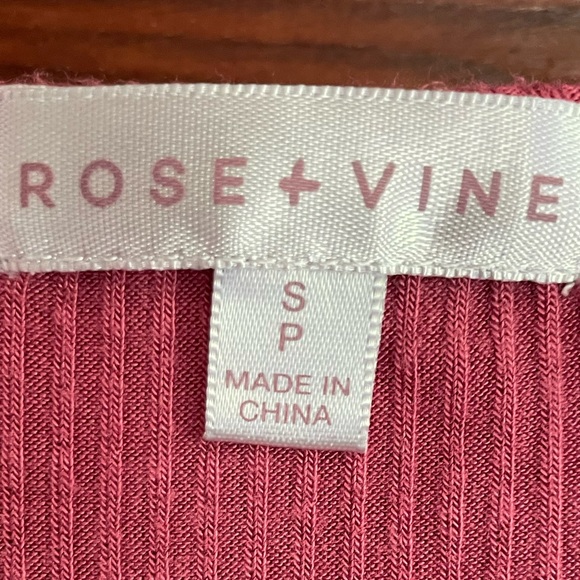 ROSE + VINE
S
P
MADE IN
CHINA